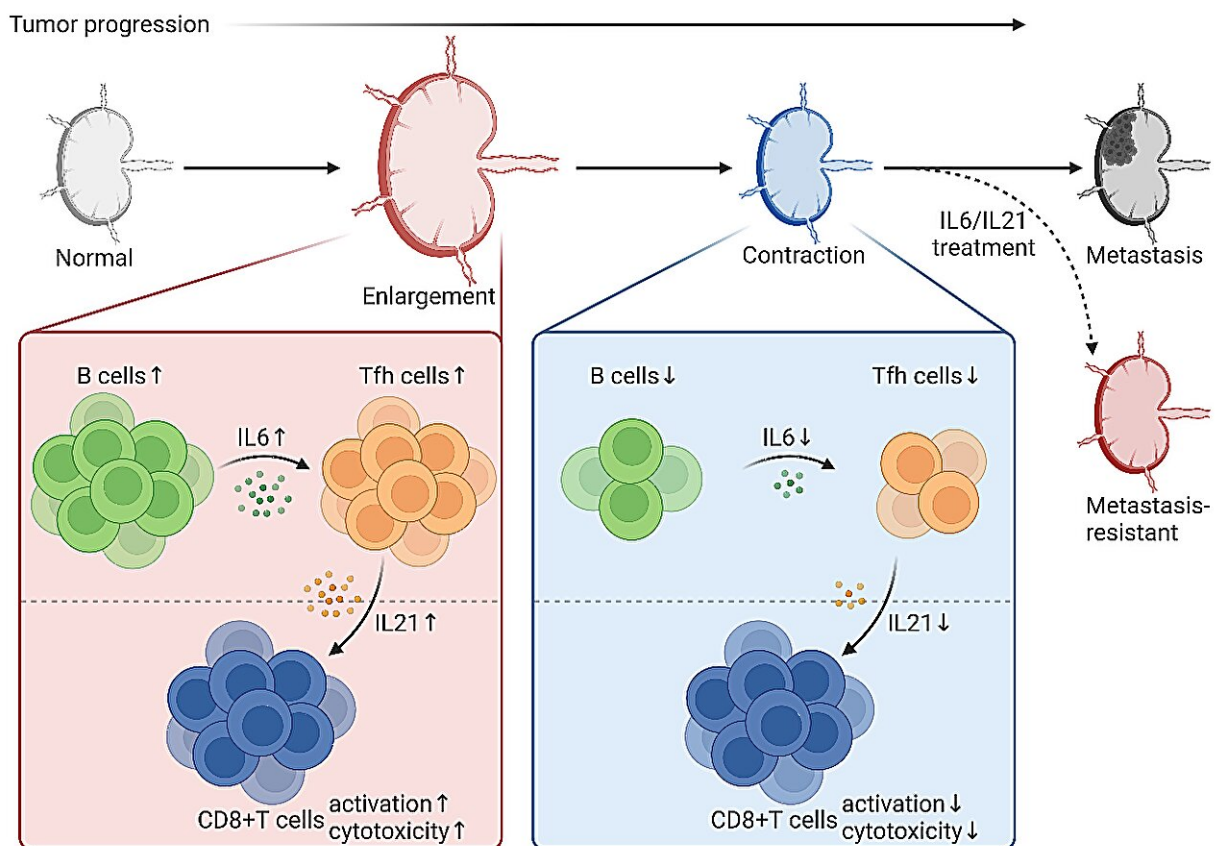 Tumor progression
Normal
Enlargement
Contraction
IL6/IL21
treatment
Metastasis
Metastasis-
resistant
B cells↑
Tfh cells↑
IL6↑
IL21↑
CD8+T cells
activation↑
cytotoxicity↑
B cells↓
Tfh cells↓
IL6↓
IL21↓
CD8+T cells
activation↓
cytotoxicity↓